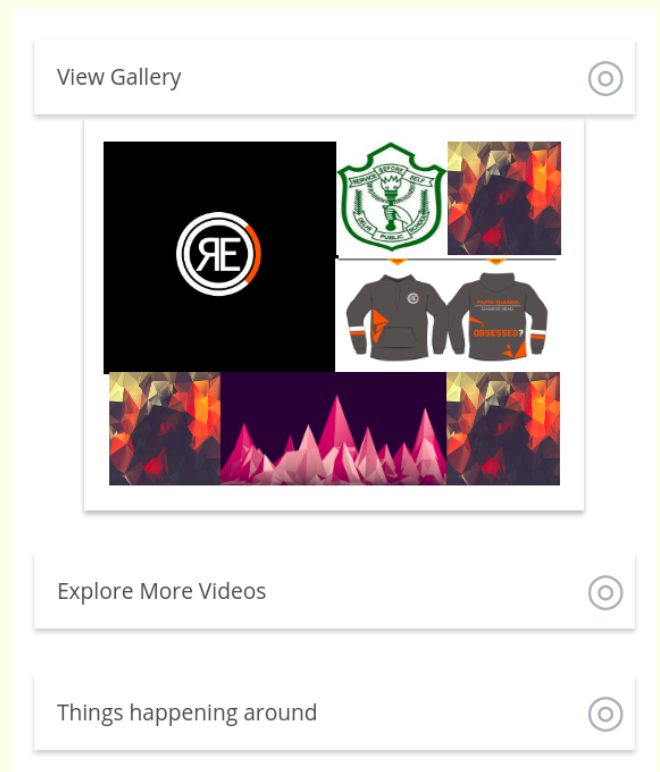 View Gallery
RE
SERVICE BEFORE SELF
DELHI PUBLIC SCHOOL
OBSESSED?
Explore More Videos
Things happening around